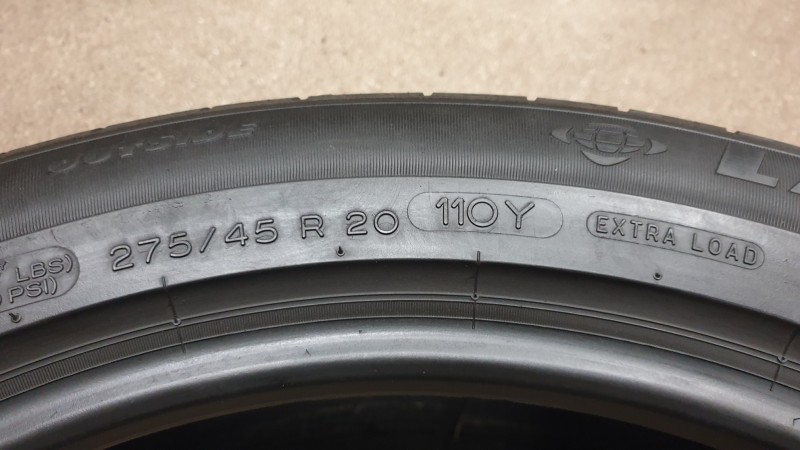 OUTSIDE
LBS)
PSI)
275/45 R 20 110Y EXTRA LOAD